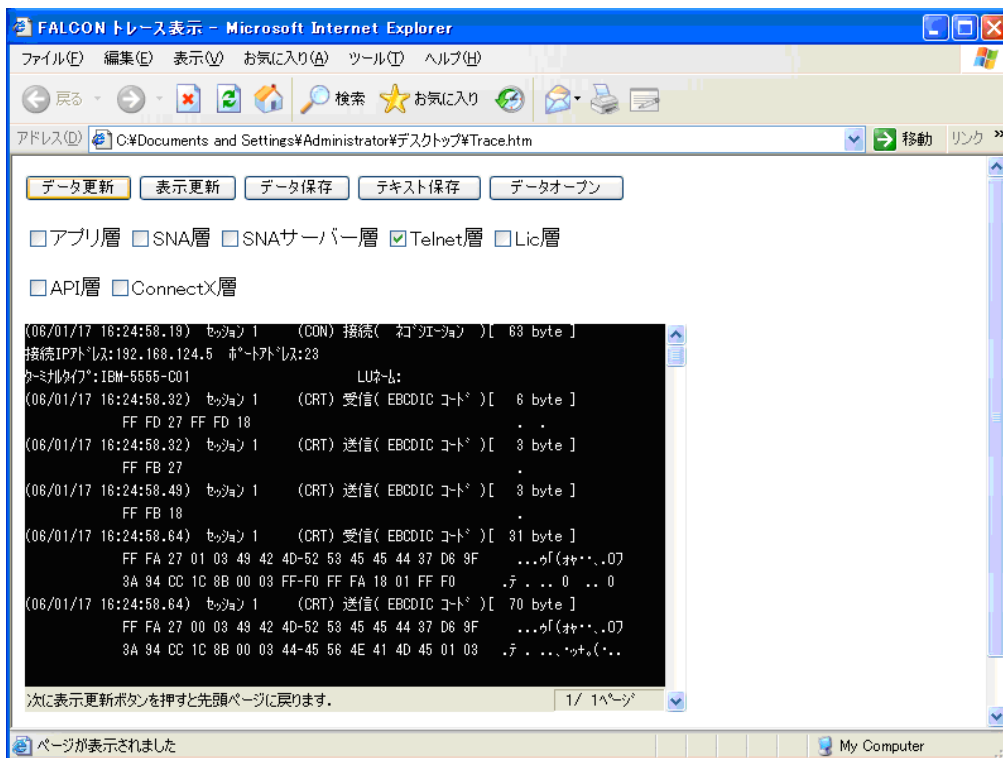 FALCON トレース表示 - Microsoft Internet Explorer
ファイル(F) 編集(E) 表示(V) お気に入り(A) ツール(T) ヘルプ(H)
戻る 検索 お気に入り
アドレス(D) C:¥Documents and Settings¥Administrator¥デスクトップ¥Trace.htm 移動 リンク »
データ更新 表示更新 データ保存 テキスト保存 データオープン
アプリ層 SNA層 SNAサーバー層 Telnet層 Lic層
API層 ConnectX層
(06/01/17 16:24:58.19) ｾｯｼｮﾝ 1 (CON) 接続( ﾈｺﾞｼｴｰｼｮﾝ )[ 63 byte ]
接続IPｱﾄﾞﾚｽ:192.168.124.5 ﾎﾟｰﾄｱﾄﾞﾚｽ:23
ﾀｰﾐﾅﾙﾀｲﾌﾟ:IBM-5555-C01 LUﾈｰﾑ:
(06/01/17 16:24:58.32) ｾｯｼｮﾝ 1 (CRT) 受信( EBCDIC ｺｰﾄﾞ )[ 6 byte ]
FF FD 27 FF FD 18 . .
(06/01/17 16:24:58.32) ｾｯｼｮﾝ 1 (CRT) 送信( EBCDIC ｺｰﾄﾞ )[ 3 byte ]
FF FB 27 .
(06/01/17 16:24:58.49) ｾｯｼｮﾝ 1 (CRT) 送信( EBCDIC ｺｰﾄﾞ )[ 3 byte ]
FF FB 18 .
(06/01/17 16:24:58.64) ｾｯｼｮﾝ 1 (CRT) 受信( EBCDIC ｺｰﾄﾞ )[ 31 byte ]
FF FA 27 01 03 49 42 4D-52 53 45 45 44 37 D6 9F
3A 94 CC 1C 8B 00 03 FF-F0 FF FA 18 01 FF F0 .ﾃ . .. 0 .. 0
(06/01/17 16:24:58.64) ｾｯｼｮﾝ 1 (CRT) 送信( EBCDIC ｺｰﾄﾞ )[ 70 byte ]
FF FA 27 00 03 49 42 4D-52 53 45 45 44 37 D6 9F
3A 94 CC 1C 8B 00 03 44-45 56 4E 41 4D 45 01 03
次に表示更新ボタンを押すと先頭ページに戻ります. 1/ 1ﾍﾟｰｼﾞ
ページが表示されました My Computer